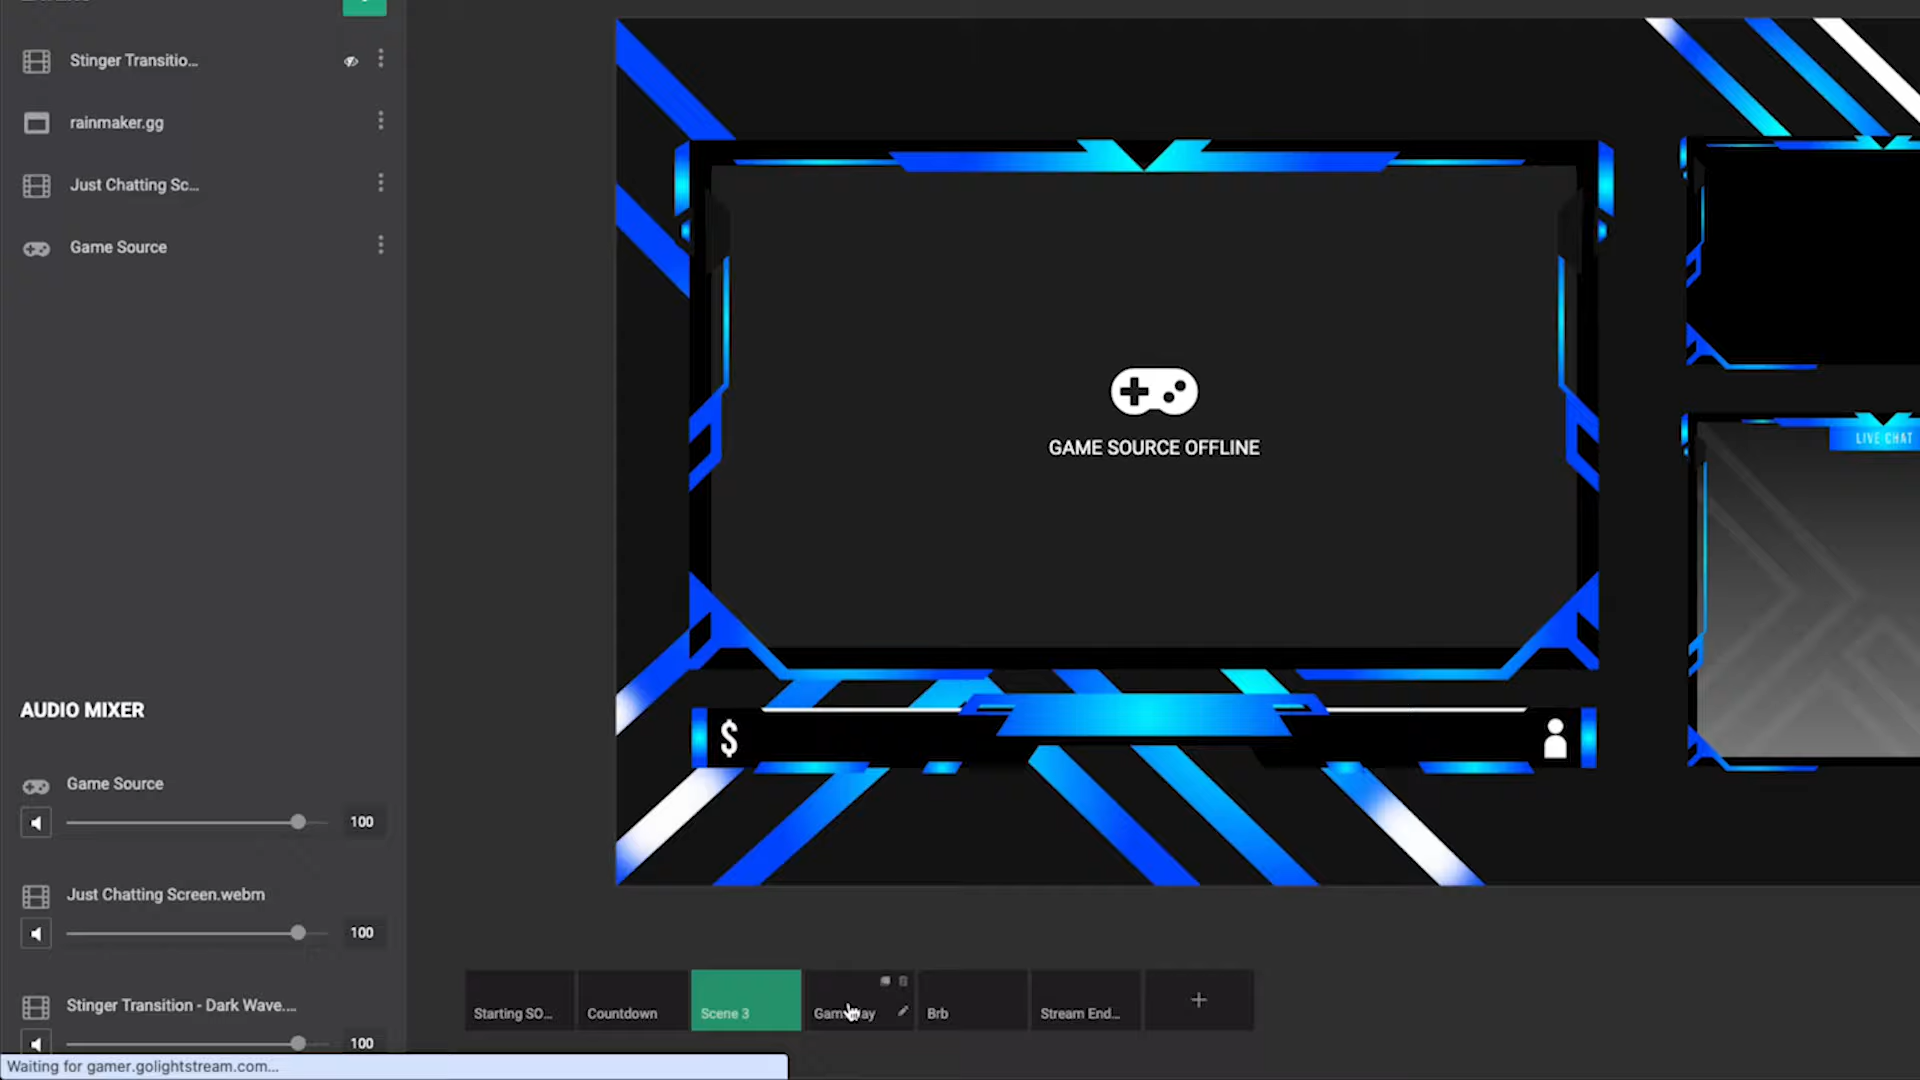 Stinger Transitio...
rainmaker.gg
Just Chatting Sc...
Game Source
GAME SOURCE OFFLINE
LIVE CHAT
$
AUDIO MIXER
Game Source
100
Just Chatting Screen.webm
100
Stinger Transition - Dark Wave....
100
Starting SO...
Countdown
Scene 3
Gameplay
Brb
Stream End...
+
Waiting for gamer.golightstream.com...